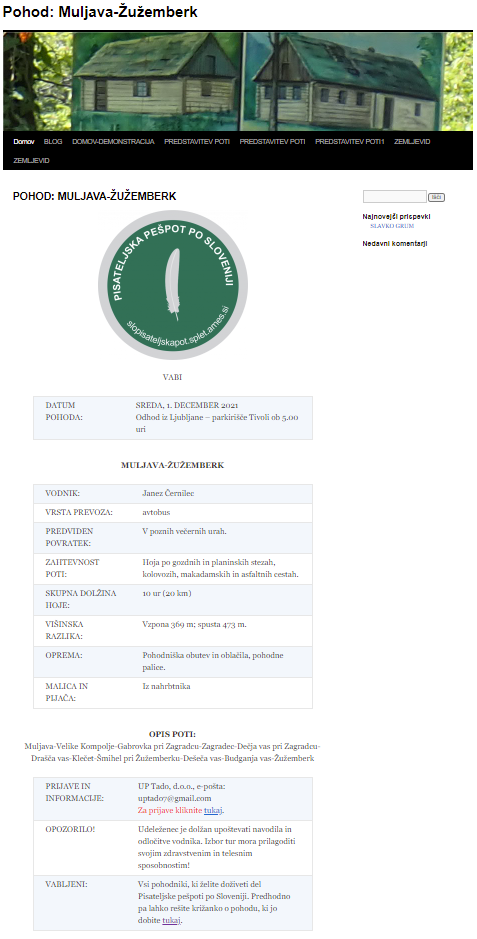 Pohod: Muljava-Žužemberk
Domov BLOG DOMOV-DEMONSTRACIJA PREDSTAVITEV POTI PREDSTAVITEV POTI PREDSTAVITEV POTI1 ZEMLJEVID
ZEMLJEVID
POHOD: MULJAVA-ŽUŽEMBERK
PISATELJSKA PEŠPOT PO SLOVENIJI
slopisateljskapot.splet.arnes.si
VABI
DATUM POHODA:
SREDA, 1. DECEMBER 2021
Odhod iz Ljubljane – parkirišče Tivoli ob 5.00
uri
MULJAVA-ŽUŽEMBERK
VODNIK: Janez Černilec
VRSTA PREVOZA: avtobus
PREDVIDEN V poznih večernih urah.
POVRATEK:
ZAHTEVNOST Hoja po gozdnih in planinskih stezah,
POTI: kolovozih, makadamskih in asfaltnih cestah.
SKUPNA DOLŽINA 10 ur (20 km)
HOJE:
VIŠINSKA Vzpona 369 m; spusta 473 m.
RAZLIKA:
OPREMA: Pohodniška obutev in oblačila, pohodne
palice.
MALICA IN Iz nahrbtnika
PIJAČA:
OPIS POTI:
Muljava-Velike Kompolje-Gabrovka pri Zagradcu-Zagradec-Dečja vas pri Zagradcu-
Drašča vas-Klečet-Šmihel pri Žužemberku-Dešeča vas-Budganja vas-Žužemberk
PRIJAVE IN UP Tado, d.o.o., e-pošta:
INFORMACIJE: uptado7@gmail.com
Za prijave kliknite tukaj.
OPOZORILO! Udeleženec je dolžan upoštevati navodila in
odločitve vodnika. Izbor tur mora prilagoditi
svojim zdravstvenim in telesnim
sposobnostim!
VABLJENI: Vsi pohodniki, ki želite doživeti del
Pisateljske pešpoti po Sloveniji. Predhodno
pa lahko rešite križanko o pohodu, ki jo
dobite tukaj.
Išči
Najnovejši prispevki
SLAVKO GRUM
Nedavni komentarji